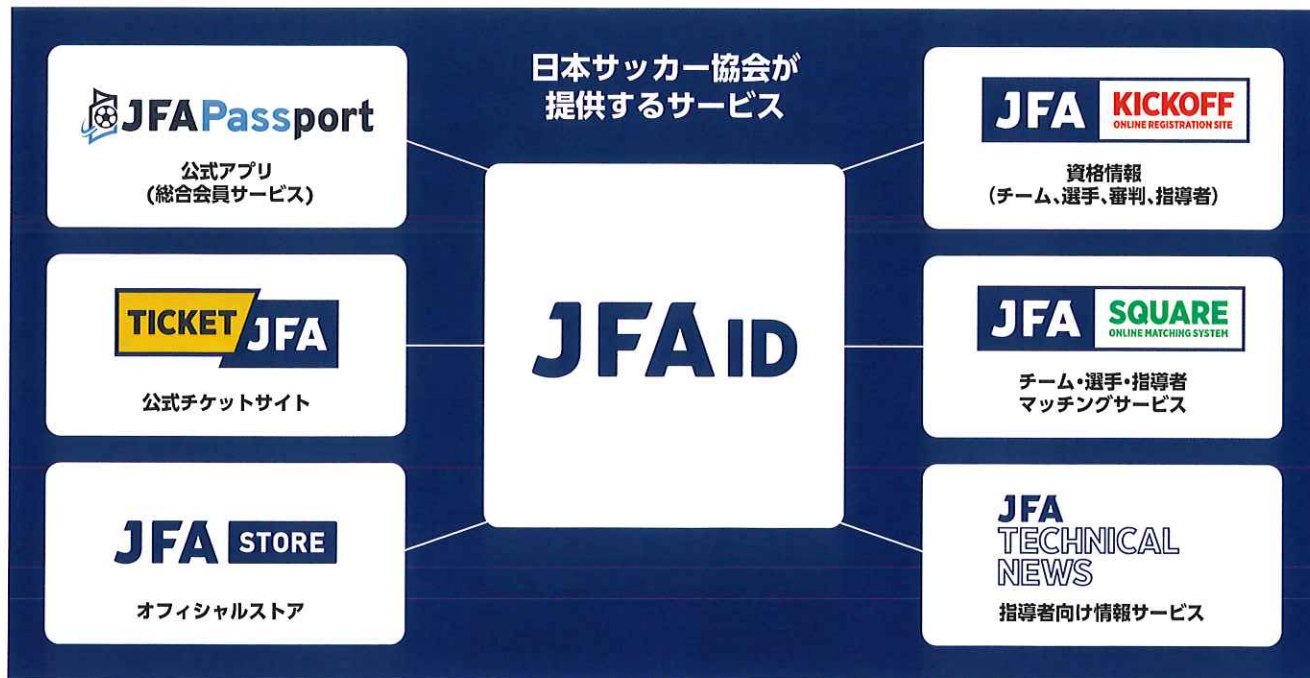 日本サッカー協会が
提供するサービス
JFAPassport
公式アプリ
(総合会員サービス)
TICKET JFA
公式チケットサイト
JFA STORE
オフィシャルストア
JFA ID
JFA KICKOFF
ONLINE REGISTRATION SITE
資格情報
(チーム、選手、審判、指導者)
JFA SQUARE
ONLINE MATCHING SYSTEM
チーム・選手・指導者
マッチングサービス
JFA
TECHNICAL
NEWS
指導者向け情報サービス